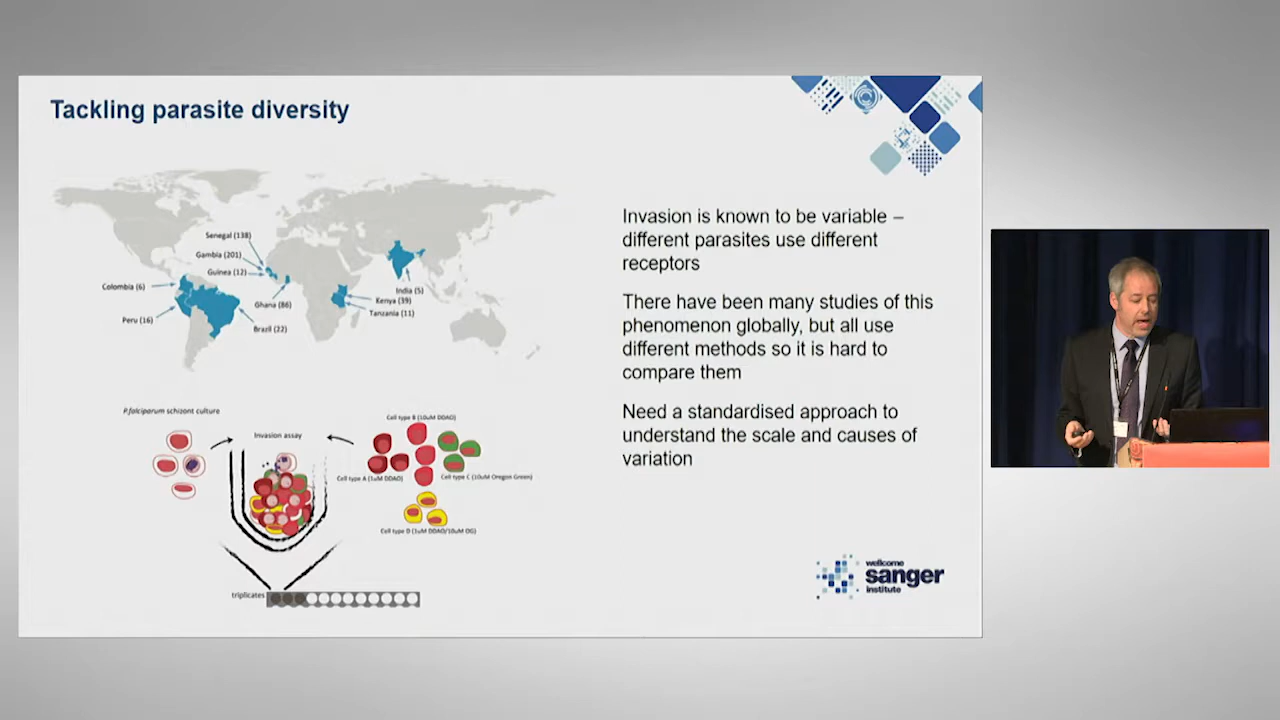 Tackling parasite diversity
Senegal (138)
Gambia (201)
Guinea (12)
Colombia (6)
Ghana (86)
India (5)
Kenya (39)
Tanzania (11)
Peru (16)
Brazil (22)
Invasion is known to be variable –
different parasites use different
receptors
There have been many studies of this
phenomenon globally, but all use
different methods so it is hard to
compare them
Need a standardised approach to
understand the scale and causes of
variation
P.falciparum schizont culture
Invasion assay
Cell type B (10uM DDAO)
Cell type A (1uM DDAO)
Cell type C (10uM Oregon Green)
Cell type D (1uM DDAO/10uM OG)
triplicates
wellcome
sanger
institute